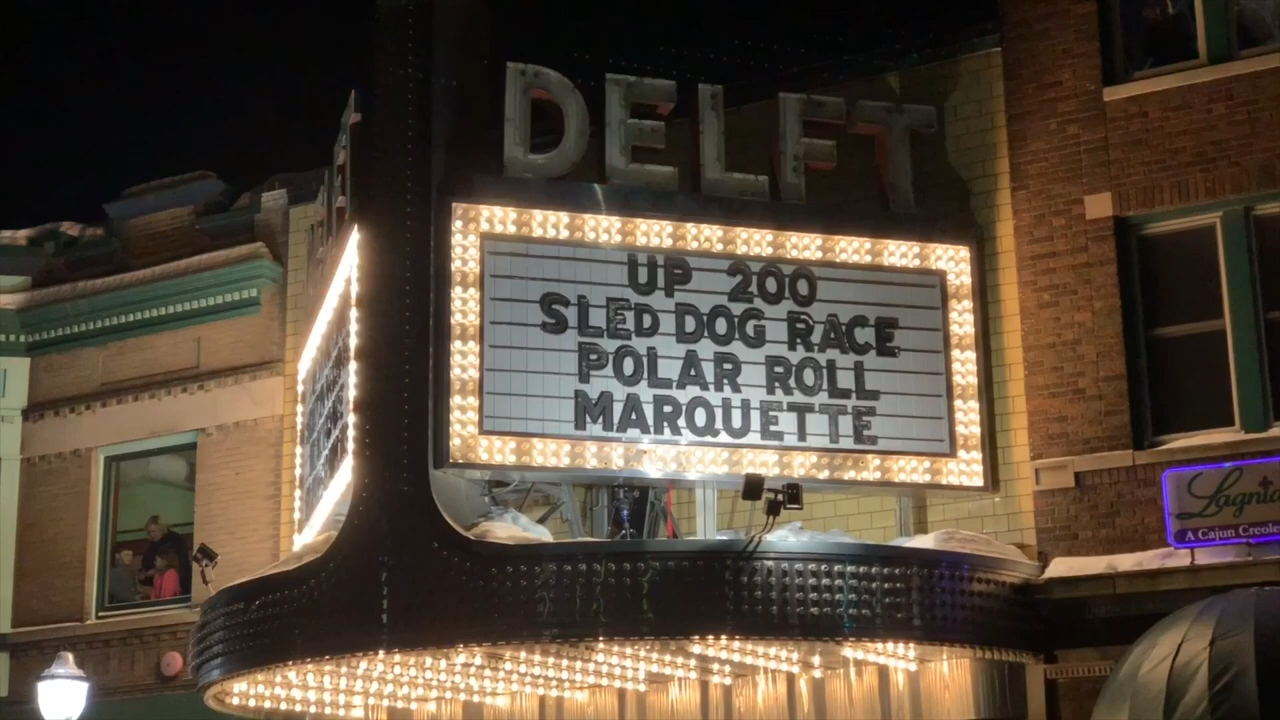 DELFT
UP 200
SLED DOG RACE
POLAR ROLL
MARQUETTE
A Cajun Creole